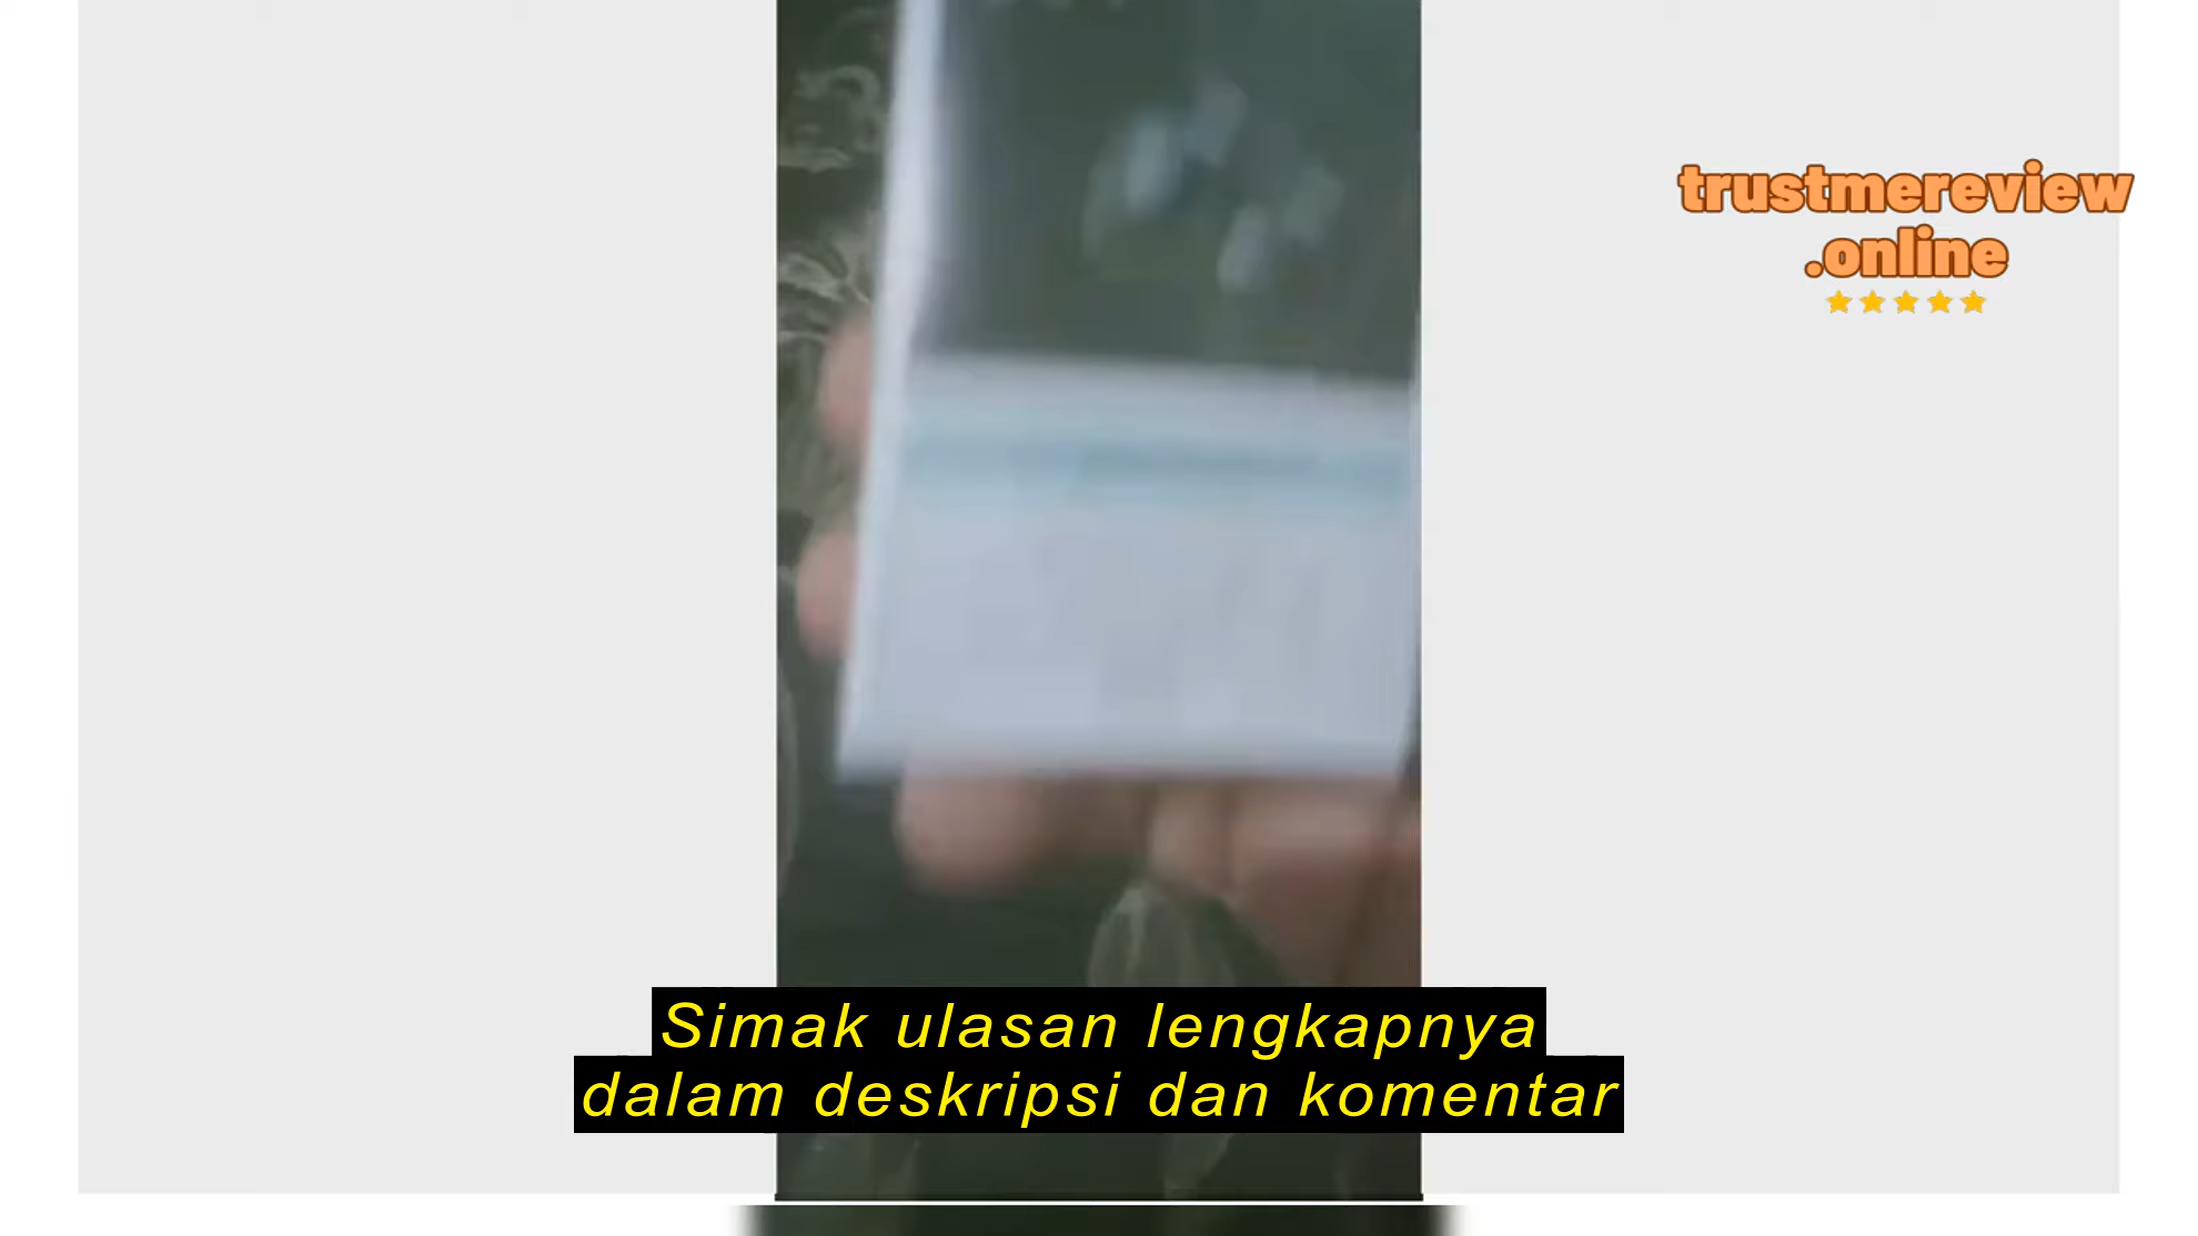 trustmereview
.online
Simak ulasan lengkapnya
dalam deskripsi dan komentar